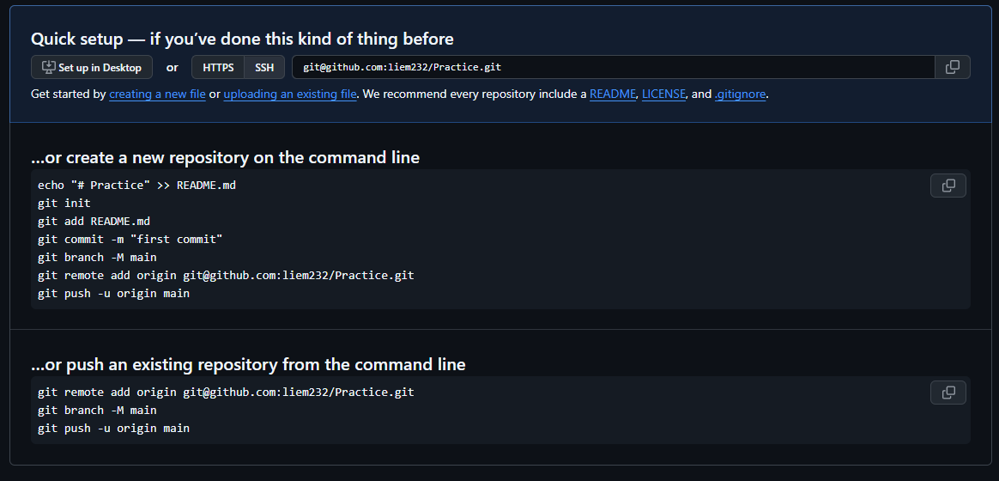 Quick setup — if you’ve done this kind of thing before
Set up in Desktop or HTTPS SSH git@github.com:liem232/Practice.git
Get started by creating a new file or uploading an existing file. We recommend every repository include a README, LICENSE, and .gitignore.
…or create a new repository on the command line
echo "# Practice" >> README.md
git init
git add README.md
git commit -m "first commit"
git branch -M main
git remote add origin git@github.com:liem232/Practice.git
git push -u origin main
…or push an existing repository from the command line
git remote add origin git@github.com:liem232/Practice.git
git branch -M main
git push -u origin main